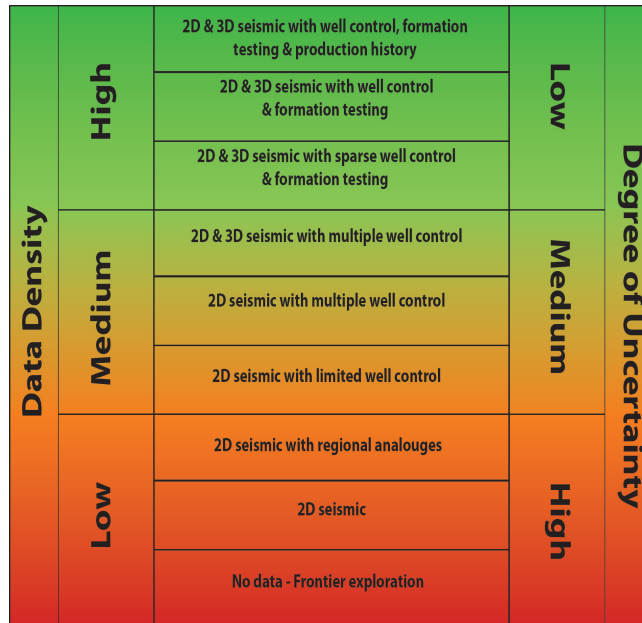 Data Density
High
Medium
Low
2D & 3D seismic with well control, formation
testing & production history
2D & 3D seismic with well control
& formation testing
2D & 3D seismic with sparse well control
& formation testing
2D & 3D seismic with multiple well control
2D seismic with multiple well control
2D seismic with limited well control
2D seismic with regional analouges
2D seismic
No data - Frontier exploration
Low
Medium
High
Degree of Uncertainty